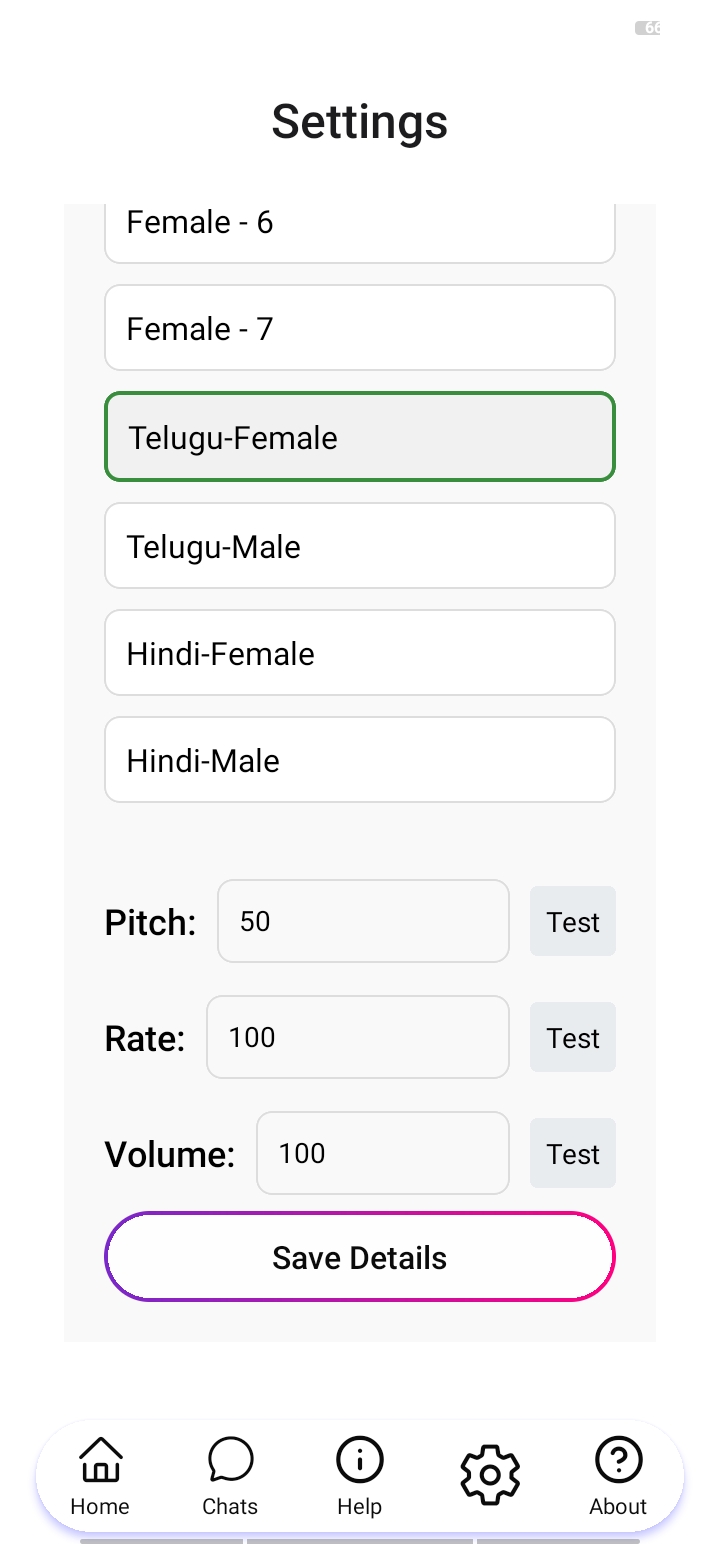 66
Settings
Female - 6
Female - 7
Telugu-Female
Telugu-Male
Hindi-Female
Hindi-Male
Pitch: 50 Test
Rate: 100 Test
Volume: 100 Test
Save Details
Home Chats Help About